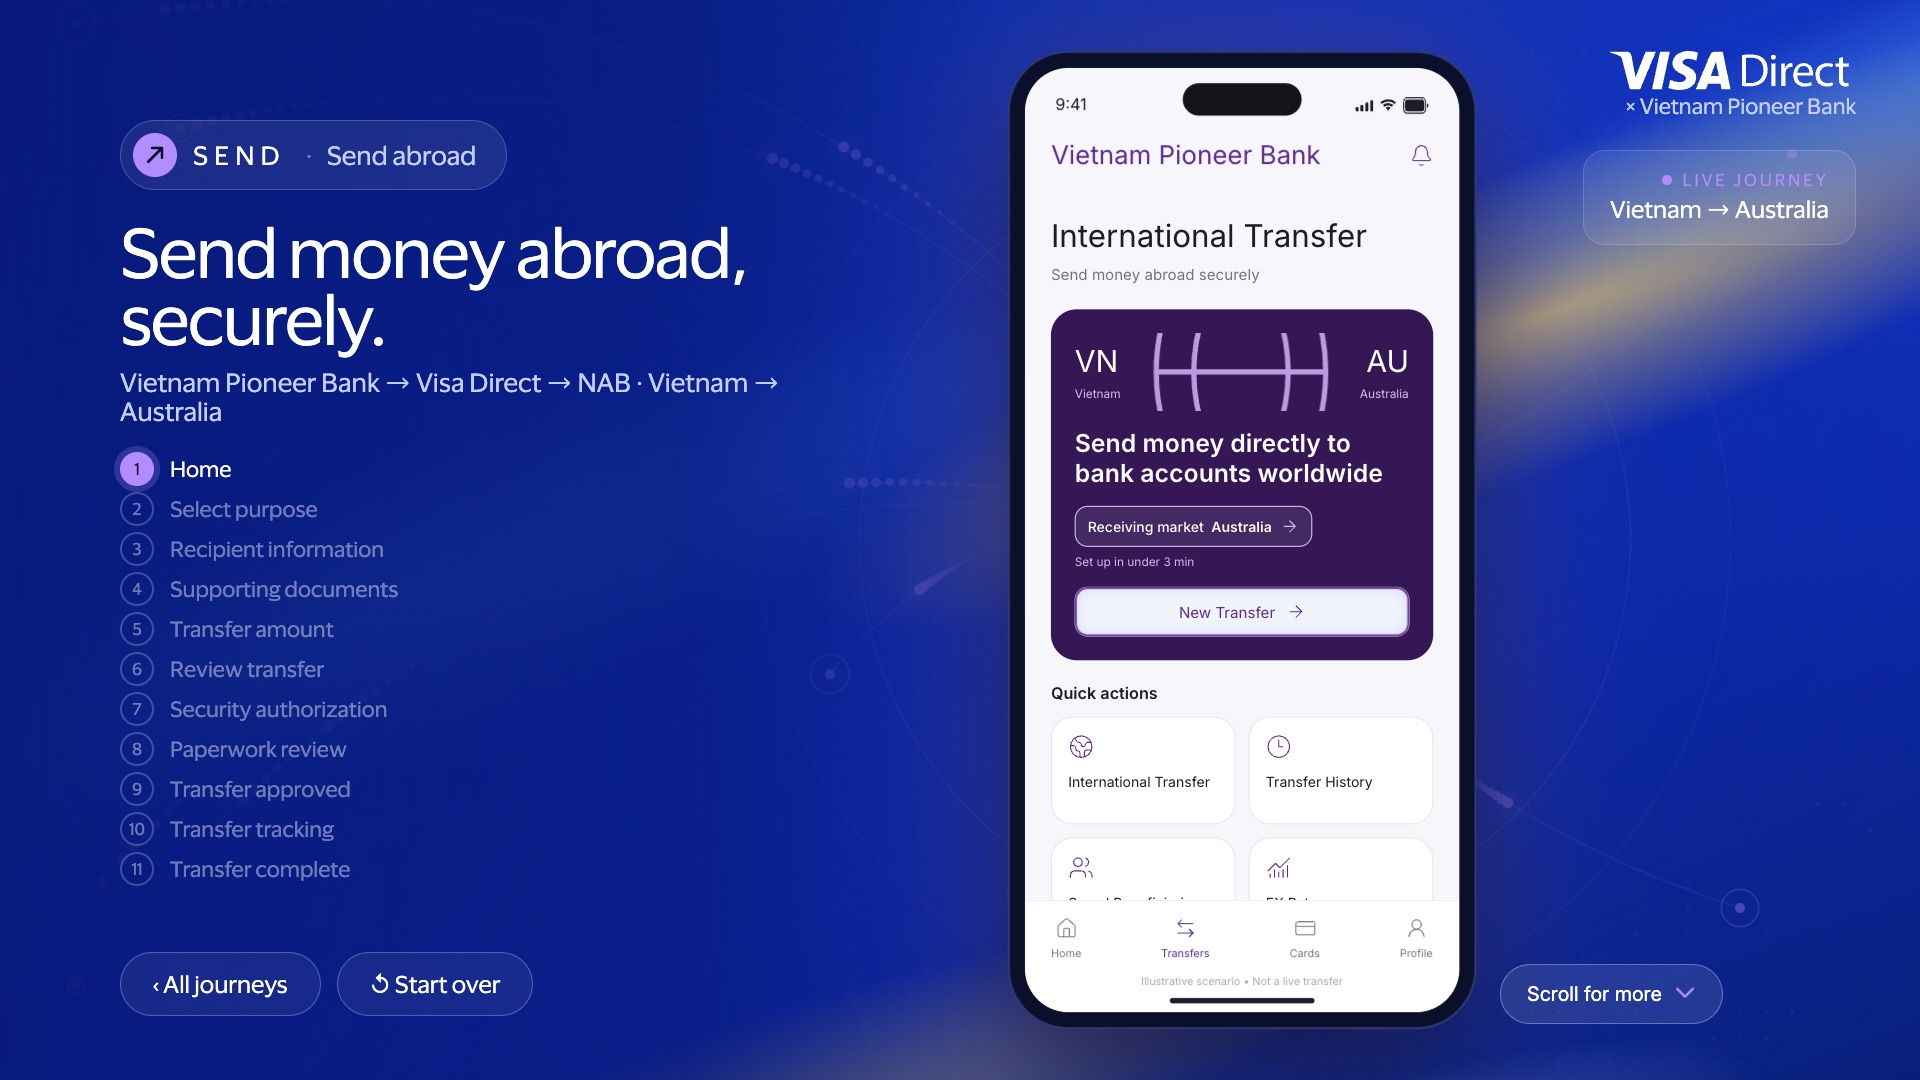 SEND · Send abroad
Send money abroad,
securely.
Vietnam Pioneer Bank → Visa Direct → NAB · Vietnam →
Australia
1 Home
2 Select purpose
3 Recipient information
4 Supporting documents
5 Transfer amount
6 Review transfer
7 Security authorization
8 Paperwork review
9 Transfer approved
10 Transfer tracking
11 Transfer complete
‹ All journeys
Start over
9:41
Vietnam Pioneer Bank
International Transfer
Send money abroad securely
VN AU
Vietnam Australia
Send money directly to
bank accounts worldwide
Receiving market Australia →
Set up in under 3 min
New Transfer →
Quick actions
International Transfer
Transfer History
Home
Transfers
Cards
Profile
Illustrative scenario • Not a live transfer
VISA Direct
× Vietnam Pioneer Bank
LIVE JOURNEY
Vietnam → Australia
Scroll for more